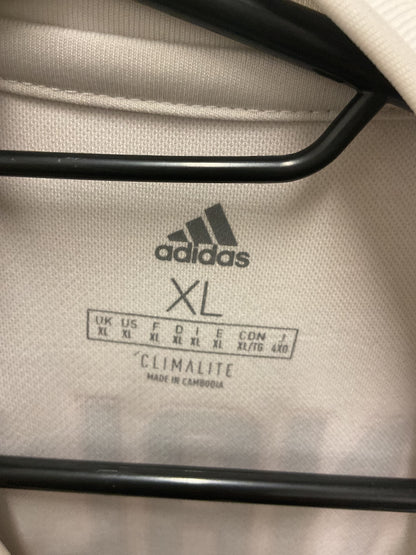 adidas
XL
UK US F D I E CON J
XL XL XL XL XL XL XL/TG 4XO
CLIMALITE
MADE IN CAMBODIA